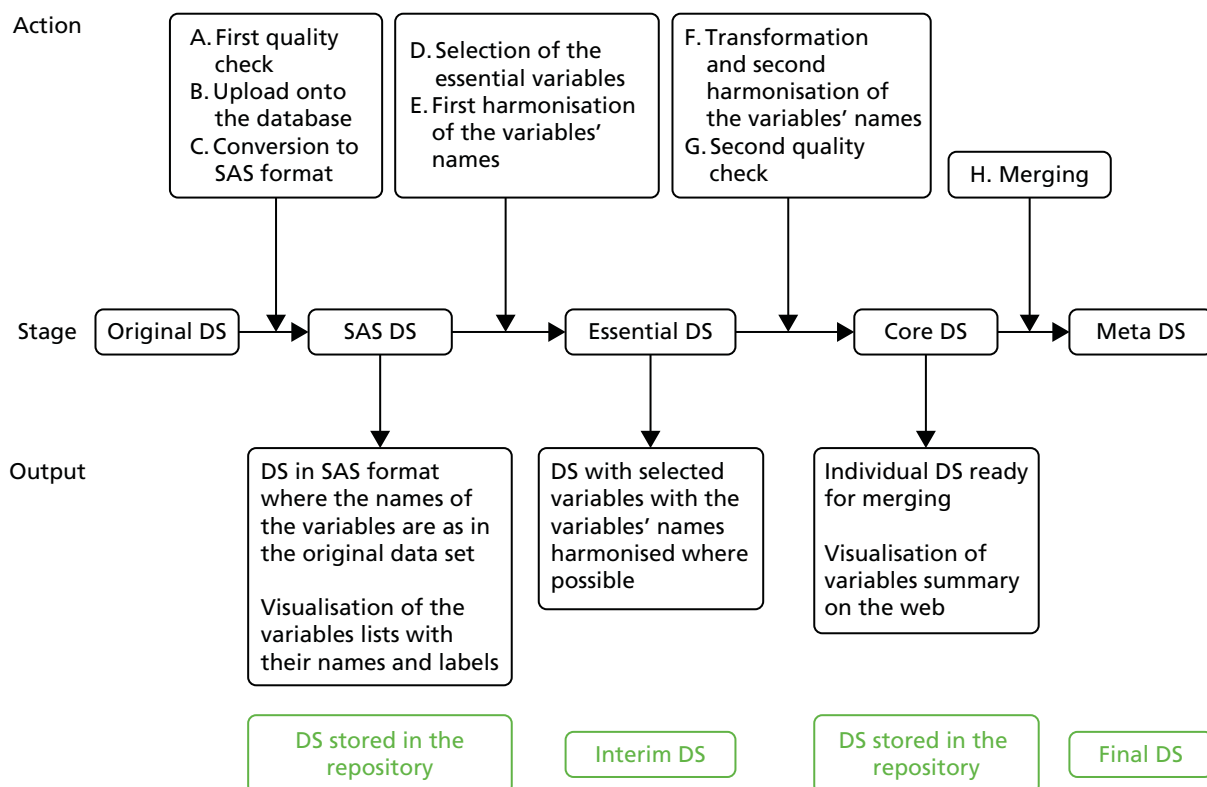 Action
A. First quality
check
B. Upload onto
the database
C. Conversion to
SAS format
D. Selection of the
essential variables
E. First harmonisation
of the variables'
names
F. Transformation
and second
harmonisation of
the variables' names
G. Second quality
check
H. Merging
Stage
Original DS
SAS DS
Essential DS
Core DS
Meta DS
Output
DS in SAS format
where the names of
the variables are as in
the original data set
Visualisation of the
variables lists with
their names and labels
DS with selected
variables with the
variables' names
harmonised where
possible
Individual DS ready
for merging
Visualisation of
variables summary
on the web
DS stored in the
repository
Interim DS
DS stored in the
repository
Final DS